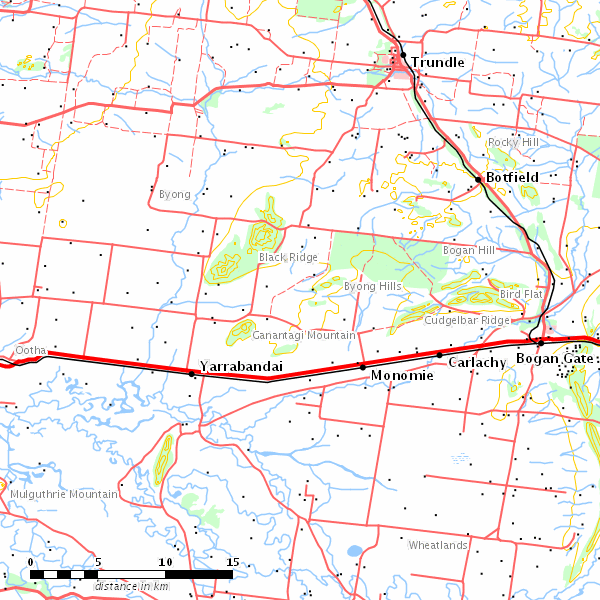 Trundle
Rocky Hill
Botfield
Byong
Bogan Hill
Black Ridge
Byong Hills
Bird Flat
Cudgelbar Ridge
Ganantagi Mountain
Ootha
Bogan Gate
Carlachy
Yarrabandai
Monomie
Mulguthrie Mountain
Wheatlands
0 5 10 15
distance in km